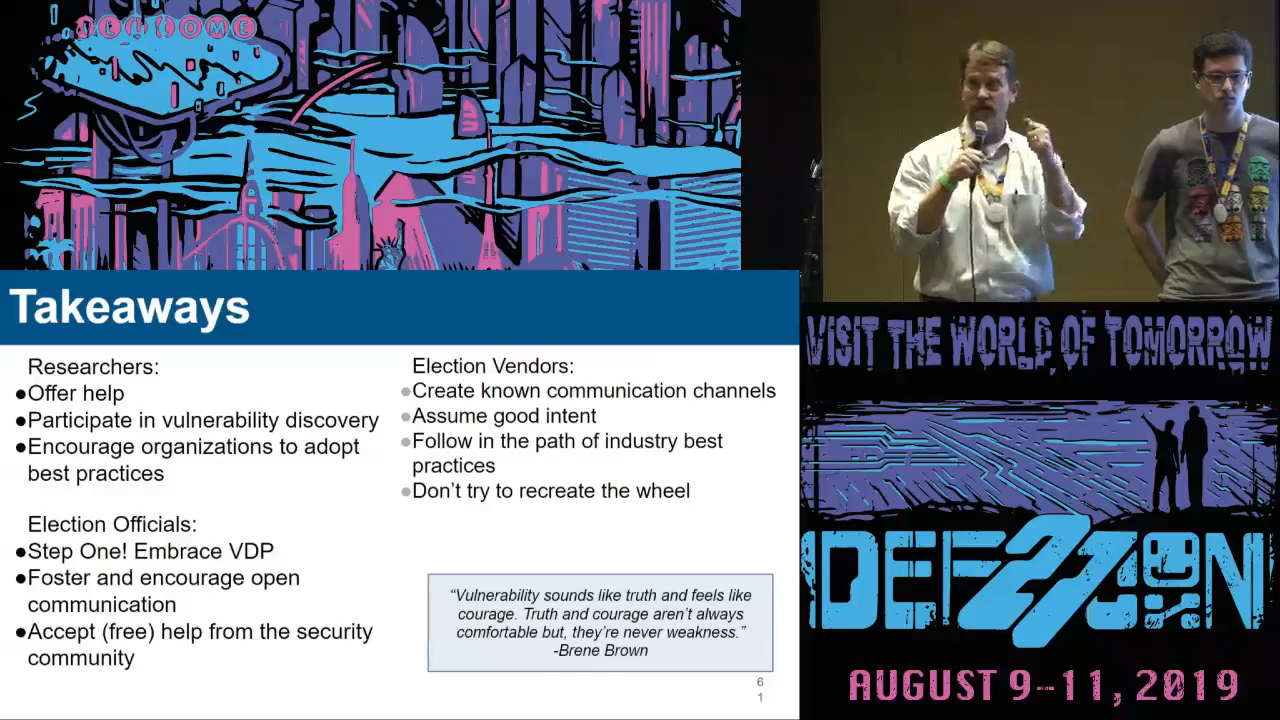 WELCOME
Takeaways
Researchers:
●Offer help
●Participate in vulnerability discovery
●Encourage organizations to adopt
best practices
Election Officials:
●Step One! Embrace VDP
●Foster and encourage open
communication
●Accept (free) help from the security
community
Election Vendors:
●Create known communication channels
●Assume good intent
●Follow in the path of industry best
practices
●Don’t try to recreate the wheel
“Vulnerability sounds like truth and feels like
courage. Truth and courage aren’t always
comfortable but, they’re never weakness.”
-Brene Brown
6
1
VISIT THE WORLD OF TOMORROW
DEF27CON
AUGUST 9-11, 2019